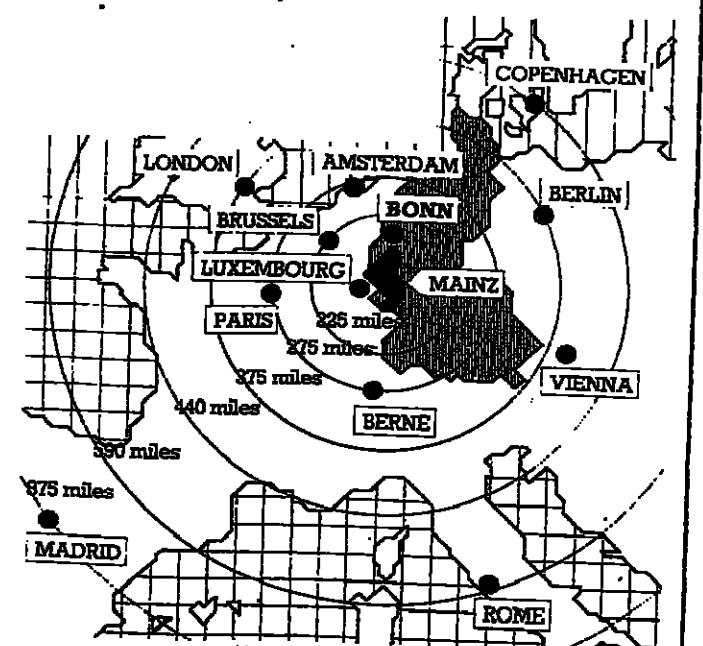 COPENHAGEN
LONDON
AMSTERDAM
BERLIN
BRUSSELS
BONN
LUXEMBOURG
MAINZ
PARIS
225 miles
275 miles
375 miles
VIENNA
440 miles
BERNE
590 miles
875 miles
MADRID
ROME